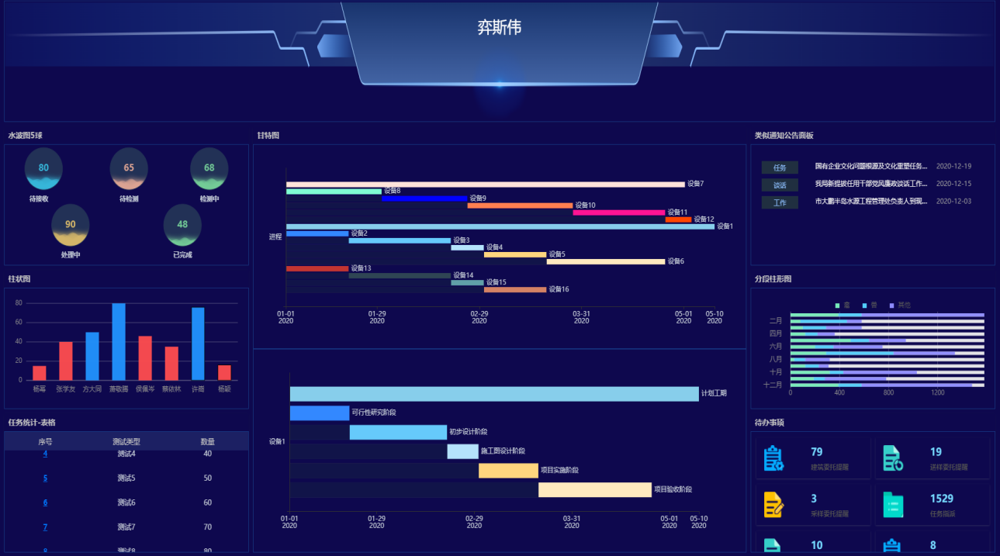 弈斯伟
水波图5球
80
65
68
待接收
待检测
检测中
90
48
处理中
已完成
柱状图
80
60
40
20
0
杨幂 张学友 方大同 萧敬腾 侯佩岑 蔡依林 许嵩 杨颖
任务统计-表格
序号 测试类型 数量
4 测试4 40
5 测试5 50
6 测试6 60
7 测试7 70
8 测试8 80
甘特图
设备7
设备8
设备9
设备10
设备11
设备12
设备1
进程
设备2
设备3
设备4
设备5
设备6
设备13
设备14
设备15
设备16
01-01 01-29 02-29 03-31 05-01 05-10
2020 2020 2020 2020 2020 2020
计划工期
可行性研究阶段
初步设计阶段
设备1
施工图设计阶段
项目实施阶段
项目验收阶段
01-01 01-29 02-29 03-31 05-01 05-10
2020 2020 2020 2020 2020 2020
类似通知公告面板
任务 国有企业文化问题根源及文化重塑任务... 2020-12-19
谈话 我局新提拔任用干部党风廉政谈话工作... 2020-12-15
工作 市大鹏半岛水源工程管理处负责人到现... 2020-12-03
分段柱形图
套 餐 其他
二月
四月
六月
八月
十月
十二月
0 400 800 1200
待办事项
79
建筑委托提醒
19
送样委托提醒
3
采样委托提醒
1529
任务指派
10
8